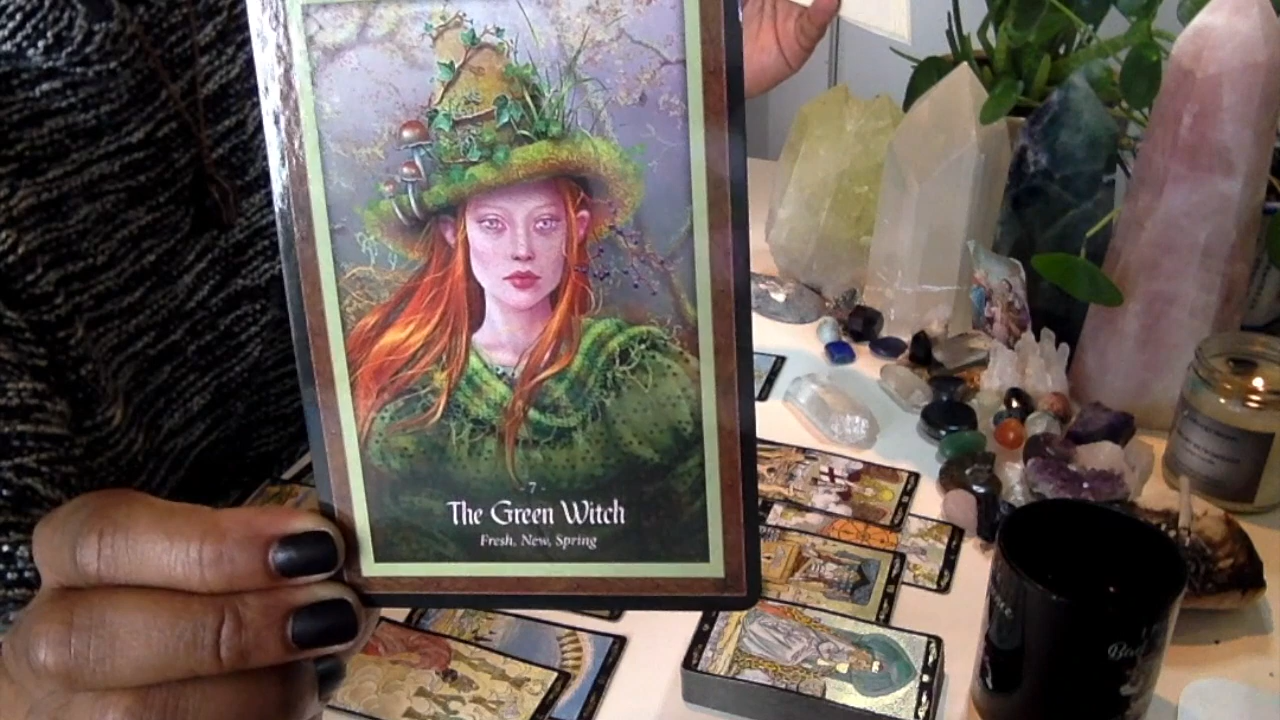 - 7 -
The Green Witch
Fresh, New, Spring